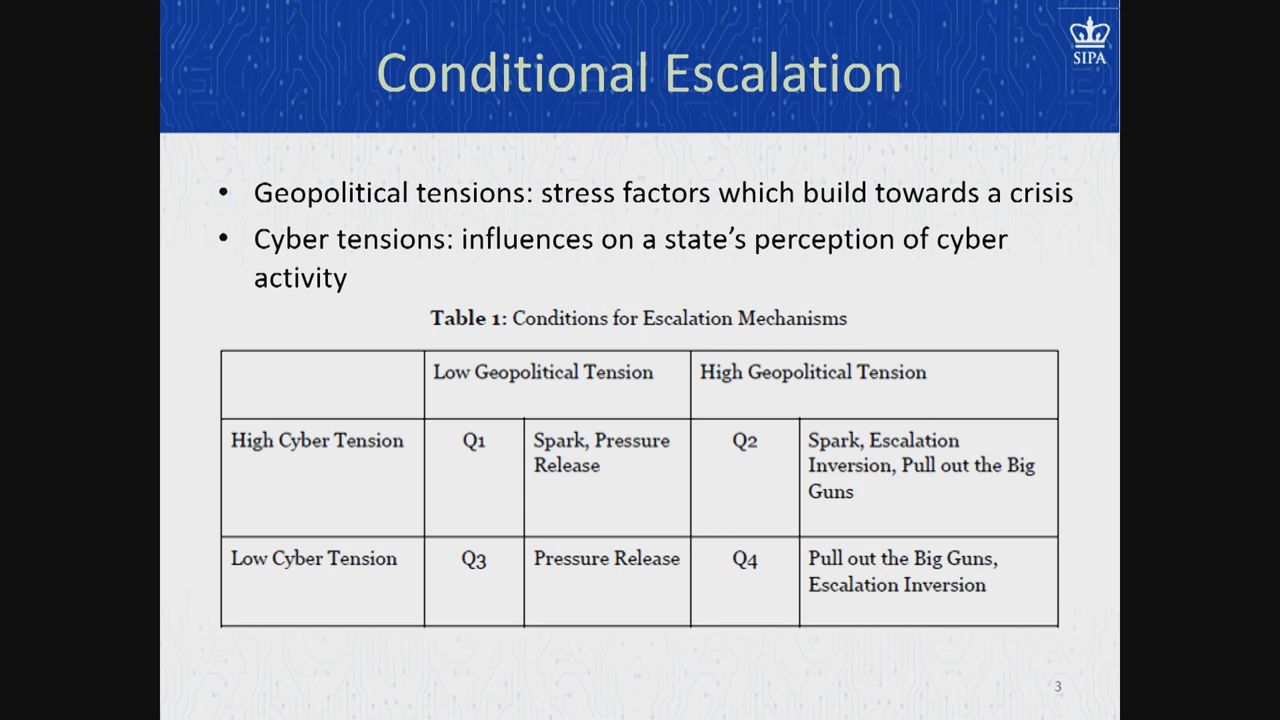 SIPA
Conditional Escalation
• Geopolitical tensions: stress factors which build towards a crisis
• Cyber tensions: influences on a state’s perception of cyber
activity
Table 1: Conditions for Escalation Mechanisms
Low Geopolitical Tension
High Geopolitical Tension
High Cyber Tension
Q1
Spark, Pressure
Release
Q2
Spark, Escalation
Inversion, Pull out the Big
Guns
Low Cyber Tension
Q3
Pressure Release
Q4
Pull out the Big Guns,
Escalation Inversion
3